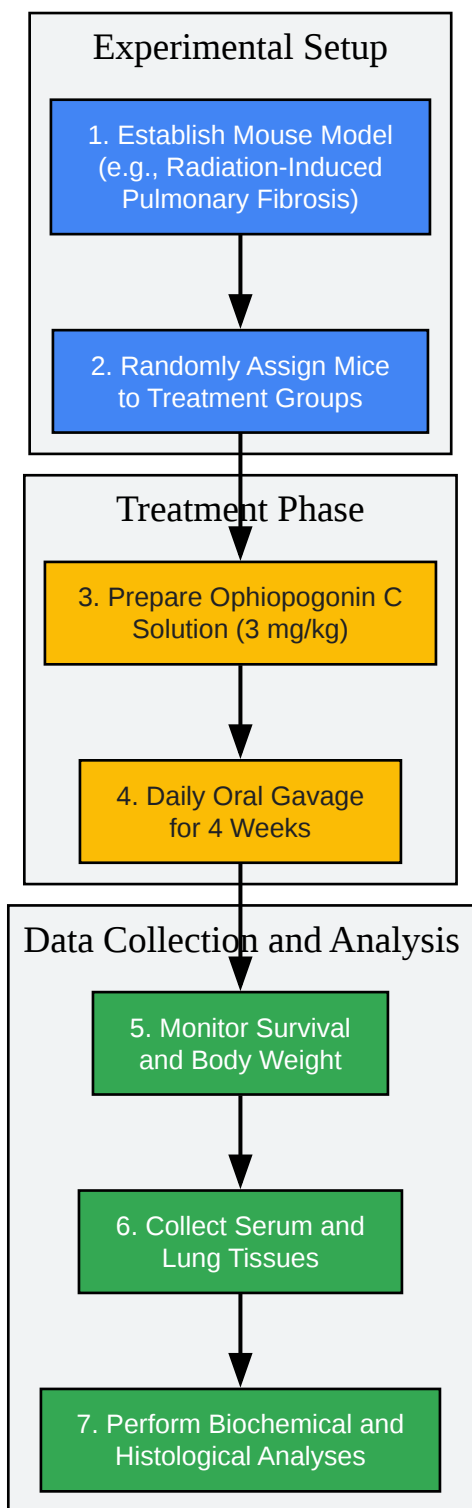 Experimental Setup
1. Establish Mouse Model
(e.g., Radiation-Induced
Pulmonary Fibrosis)
2. Randomly Assign Mice
to Treatment Groups
Treatment Phase
3. Prepare Ophiopogonin C
Solution (3 mg/kg)
4. Daily Oral Gavage
for 4 Weeks
Data Collection and Analysis
5. Monitor Survival
and Body Weight
6. Collect Serum and
Lung Tissues
7. Perform Biochemical and
Histological Analyses